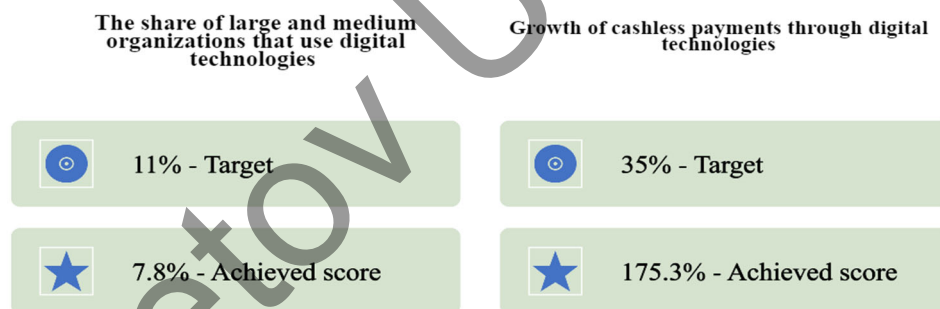 The share of large and medium
organizations that use digital
technologies
11% - Target
7.8% - Achieved score
Growth of cashless payments through digital
technologies
35% - Target
175.3% - Achieved score